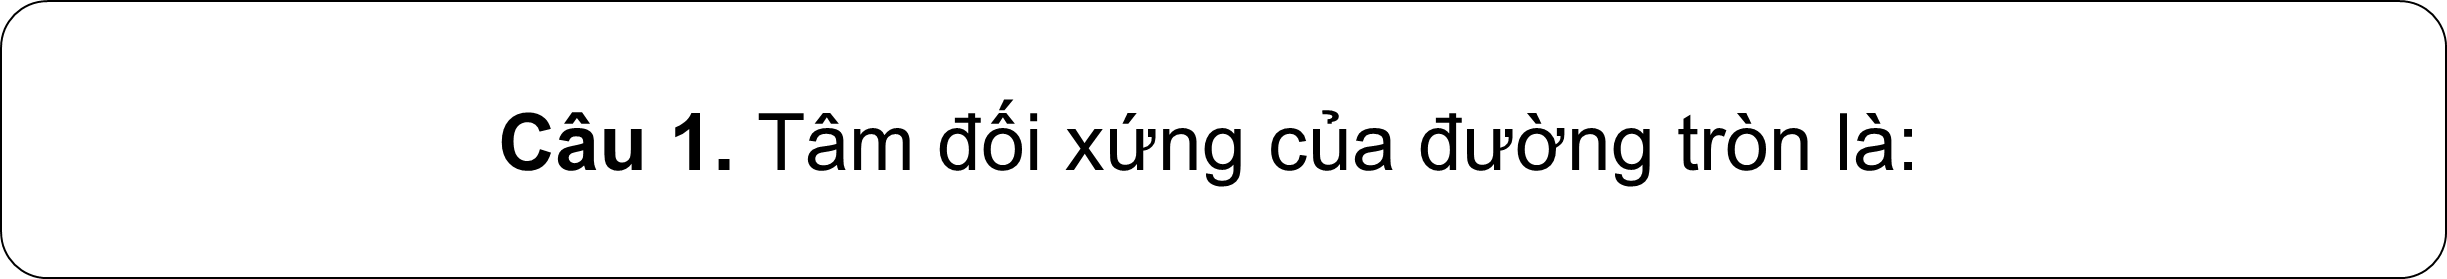 Câu 1. Tâm đối xứng của đường tròn là: